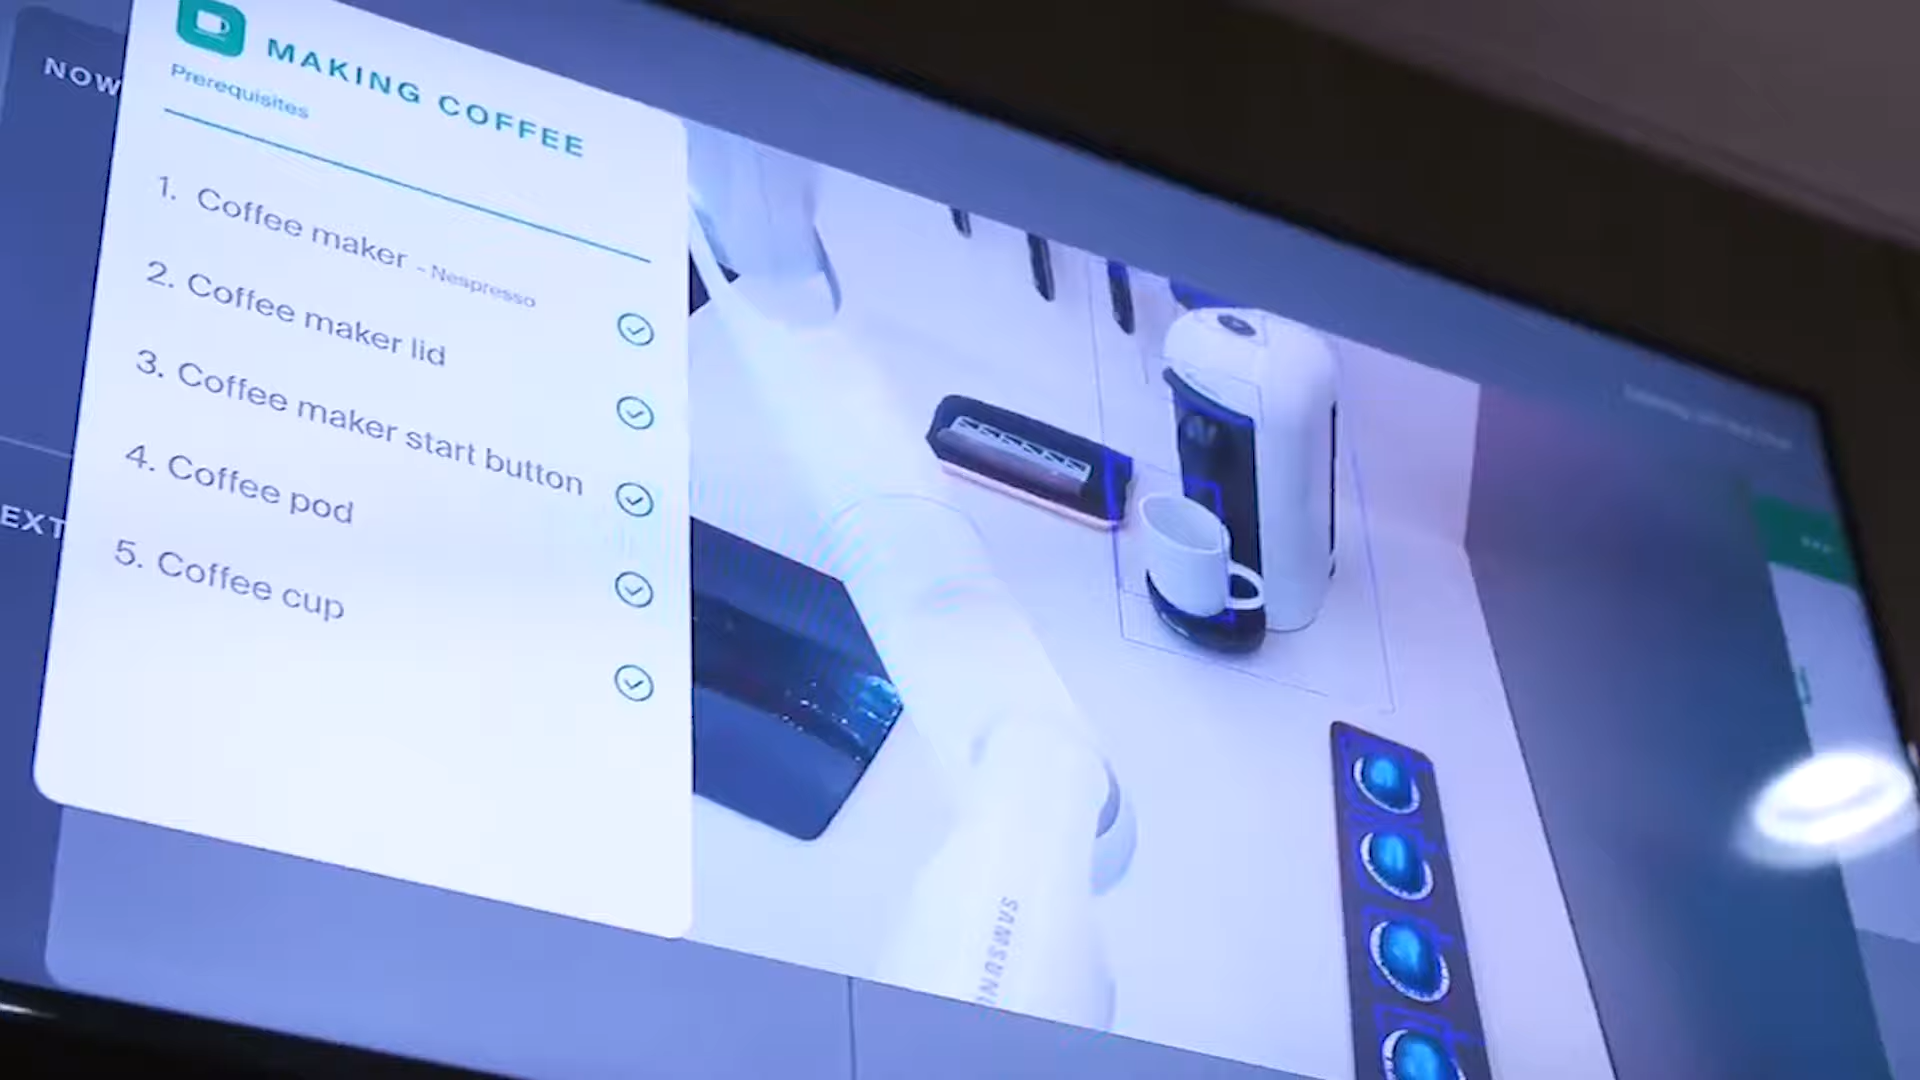 NOW
MAKING COFFEE
Prerequisites
1. Coffee maker - Nespresso
2. Coffee maker lid
3. Coffee maker start button
4. Coffee pod
5. Coffee cup
EXT
SAMSUNG